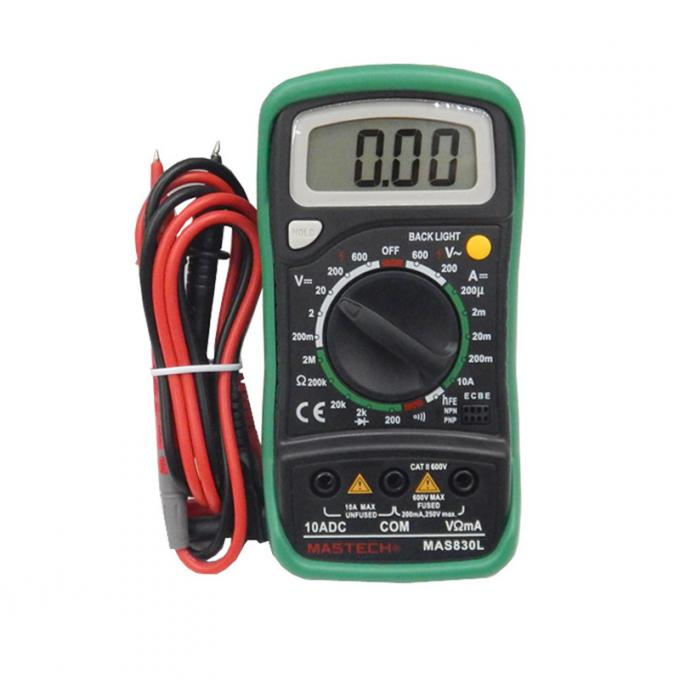 0.00
HOLD
BACK LIGHT
OFF
600
600
V~
200
200
V⎓
A⎓
20
200µ
2
2m
200m
20m
2M
200m
Ω 200k
10A
20k
2k
200
hFE
ECBE
NPN
PNP
CE
CAT II 600V
10A MAX
UNFUSED
600V MAX
FUSED
200mA,250V max.
10ADC
COM
VΩmA
MASTECH®
MAS830L